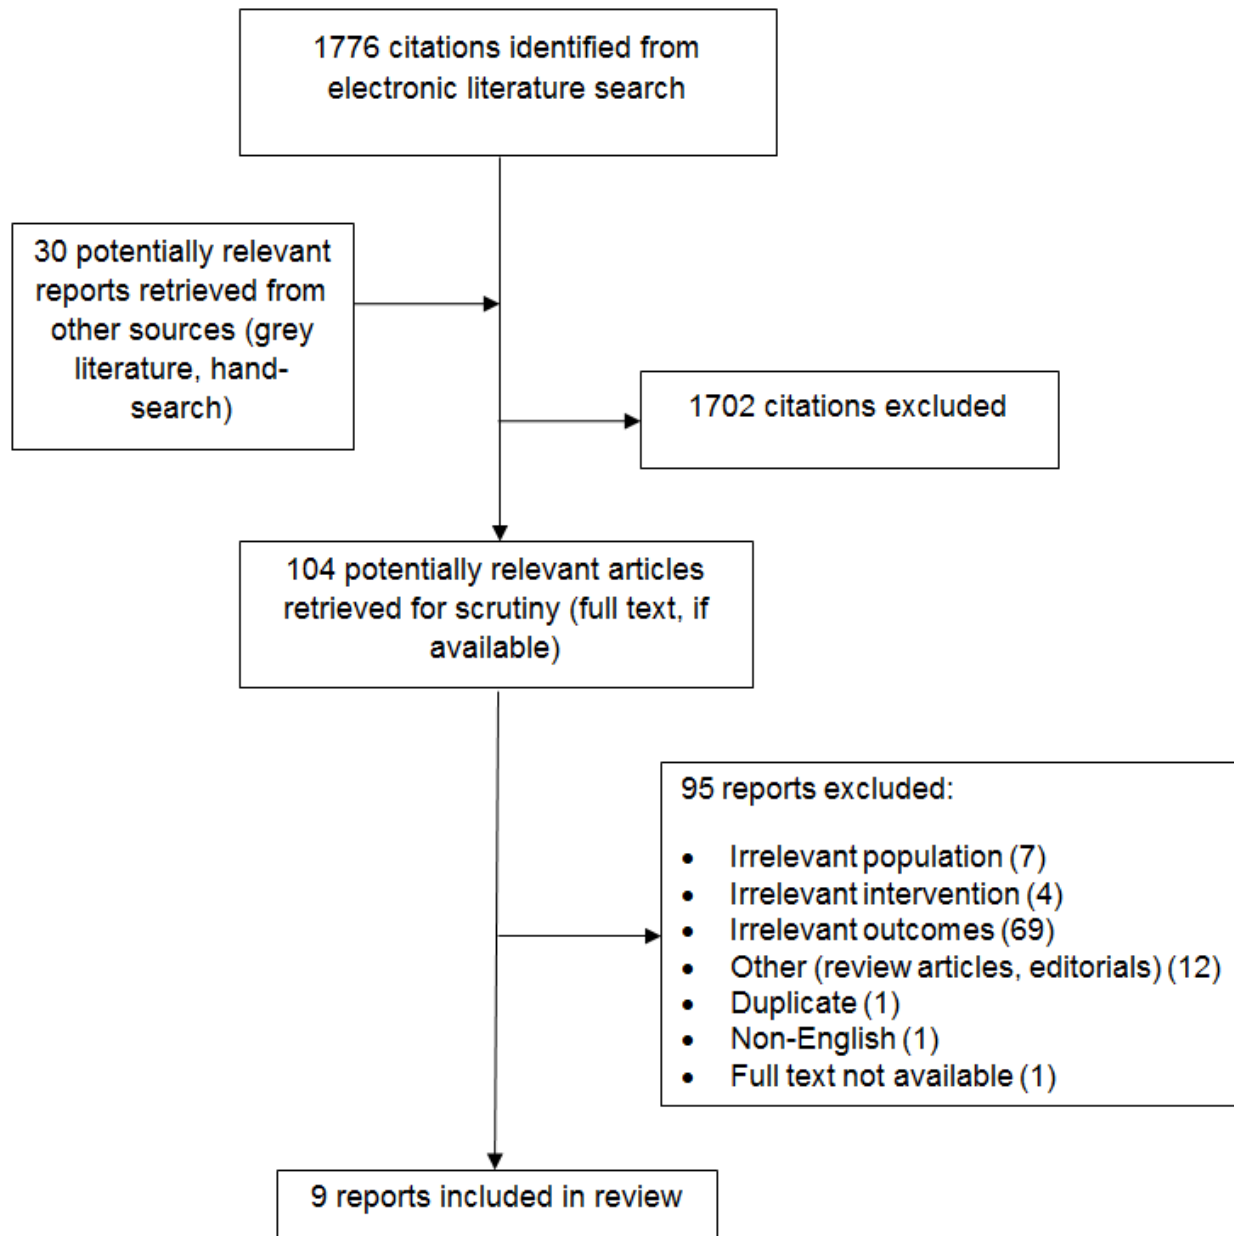 1776 citations identified from
electronic literature search
30 potentially relevant
reports retrieved from
other sources (grey
literature, hand-
search)
1702 citations excluded
104 potentially relevant articles
retrieved for scrutiny (full text, if
available)
95 reports excluded:
• Irrelevant population (7)
• Irrelevant intervention (4)
• Irrelevant outcomes (69)
• Other (review articles, editorials) (12)
• Duplicate (1)
• Non-English (1)
• Full text not available (1)
9 reports included in review